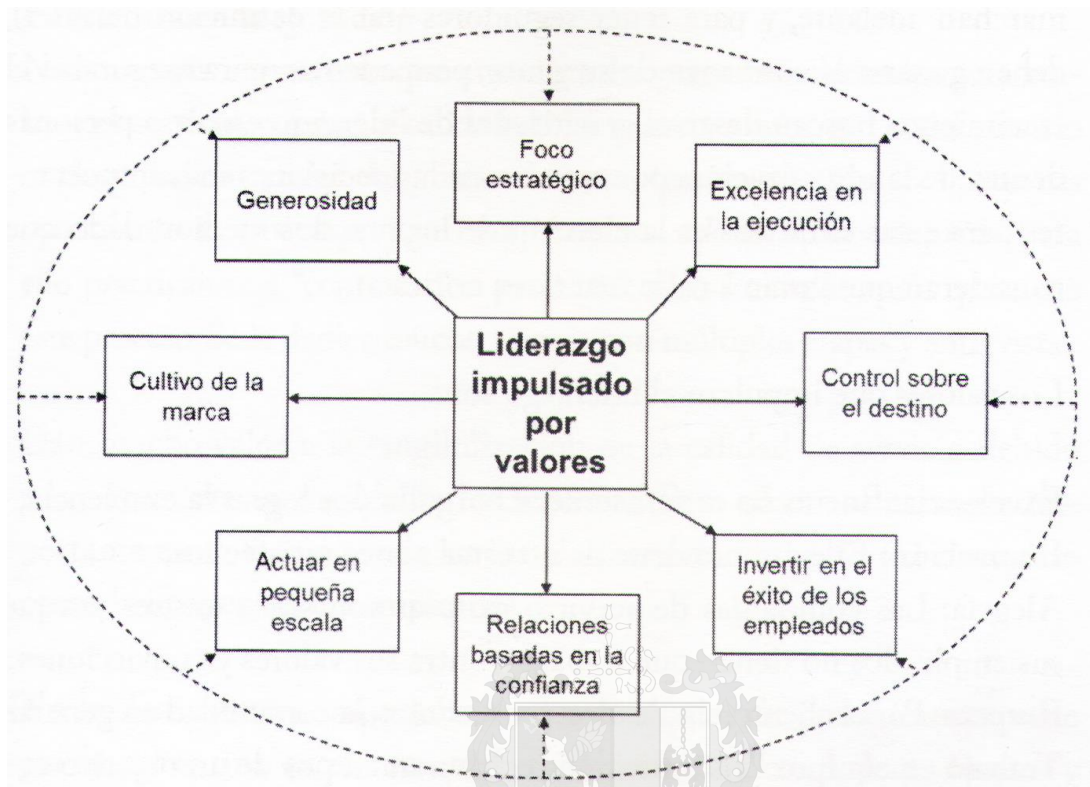 Foco
estratégico
Generosidad
Excelencia en
la ejecución
Cultivo de la
marca
Liderazgo
impulsado
por
valores
Control sobre
el destino
Actuar en
pequeña
escala
Relaciones
basadas en la
confianza
Invertir en el
éxito de los
empleados